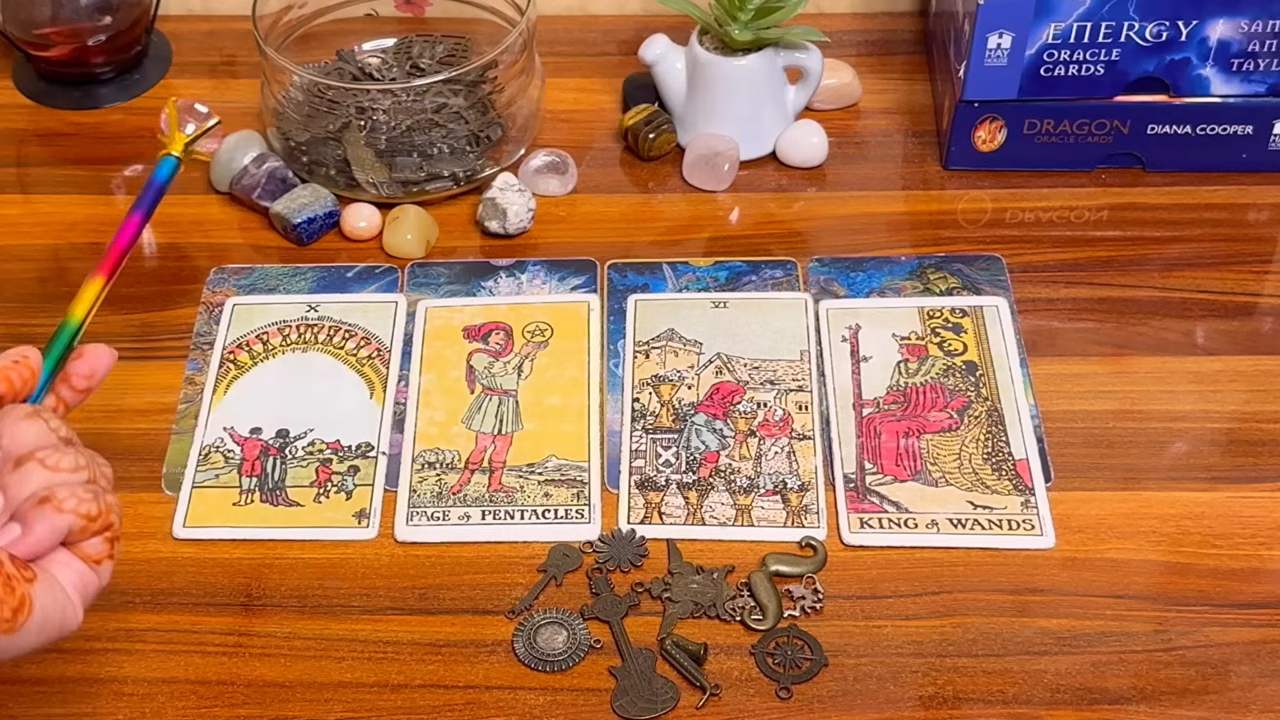 ENERGY
ORACLE
CARDS
HAY
HOUSE
DRAGON
ORACLE CARDS
DIANA COOPER
X
PAGE of PENTACLES.
VI
KING of WANDS